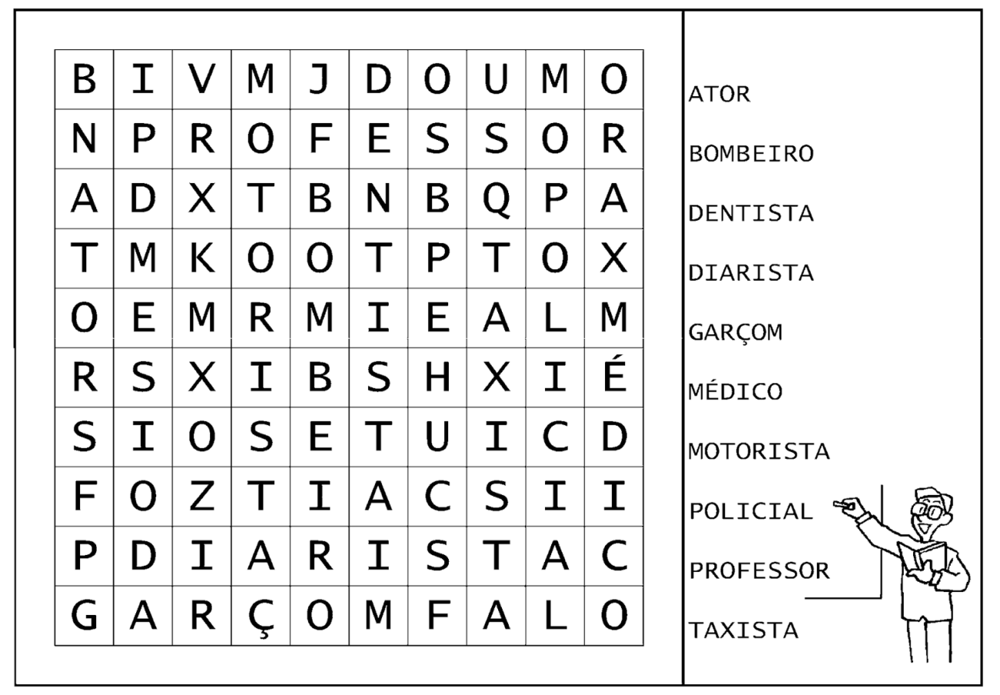 B I V M J D O U M O
N P R O F E S S O R
A D X T B N B Q P A
T M K O O T P T O X
O E M R M I E A L M
R S X I B S H X I É
S I O S E T U I C D
F O Z T I A C S I I
P D I A R I S T A C
G A R Ç O M F A L O
ATOR
BOMBEIRO
DENTISTA
DIARISTA
GARÇOM
MÉDICO
MOTORISTA
POLICIAL
PROFESSOR
TAXISTA